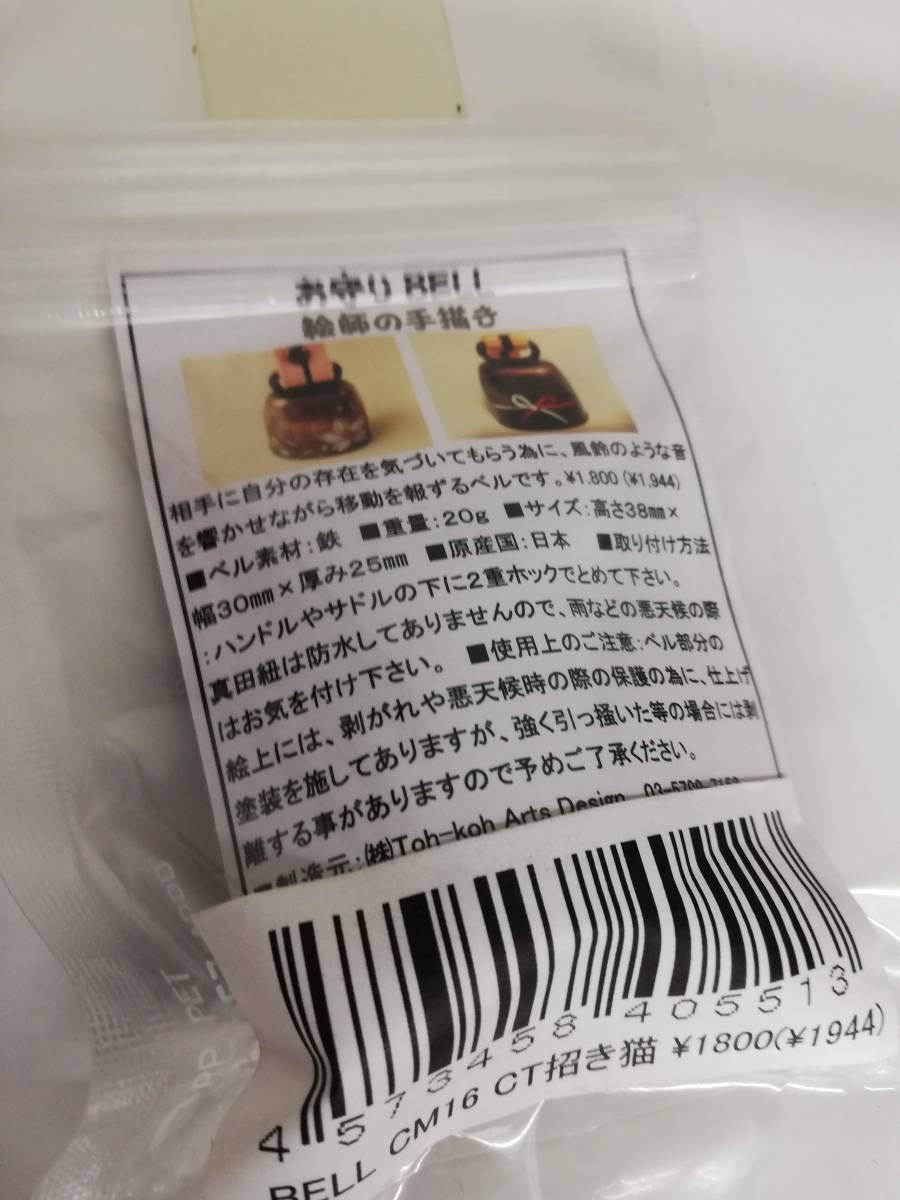 お守り BELL
絵師の手描き
相手に自分の存在を気づいてもらう為に、風鈴のような音
を響かせながら移動を報ずるベルです。¥1.800(¥1.944)
■ベル素材:鉄 ■重量:20g ■サイズ:高さ38㎜×
幅30㎜×厚み25㎜ ■原産国:日本 ■取り付け方法
:ハンドルやサドルの下に2重ホックでとめて下さい。
真田紐は防水してありませんので、雨などの悪天候の際
はお気を付け下さい。 ■使用上のご注意:ベル部分の
絵上には、剥がれや悪天候時の際の保護の為に、仕上げ
塗装を施してありますが、強く引っ掻いた等の場合には剥
離する事がありますので予めご了承ください。
■製造元:㈱Toh-koh Arts Design
4573458405513
BELL CM16 CT招き猫 ¥1800(¥1944)